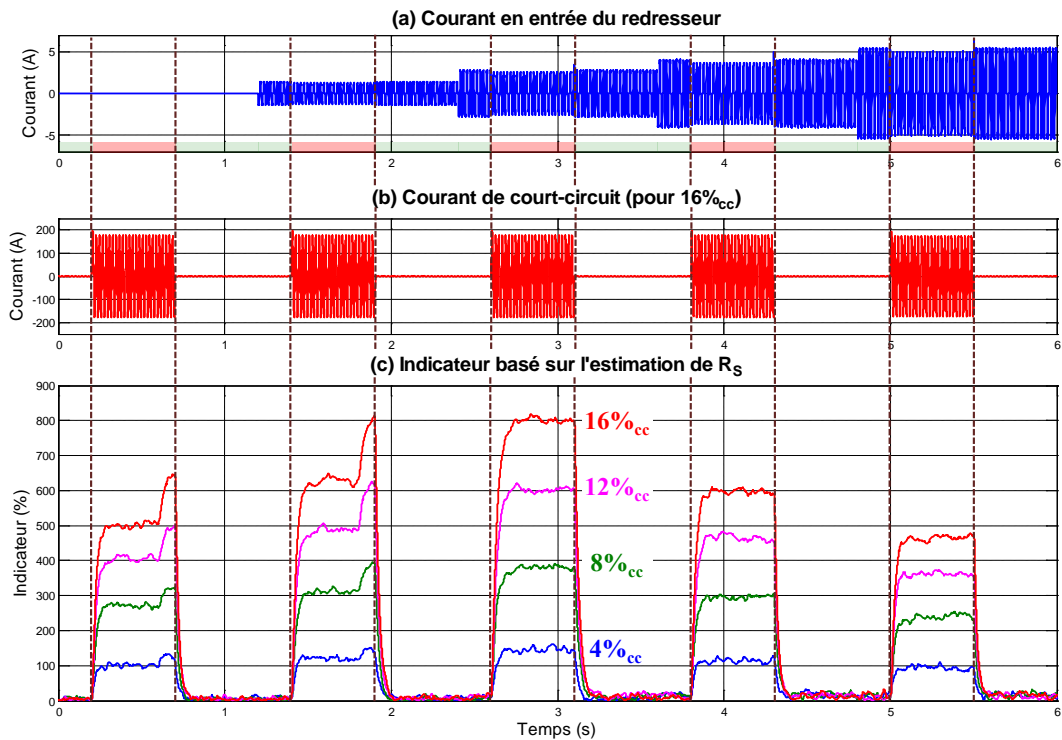 (a) Courant en entrée du redresseur
Courant (A)
5
0
-5
0 1 2 3 4 5 6
(b) Courant de court-circuit (pour 16%cc)
Courant (A)
200
100
0
-100
-200
0 1 2 3 4 5 6
(c) Indicateur basé sur l'estimation de RS
Indicateur (%)
900
800
700
600
500
400
300
200
100
0
16%cc
12%cc
8%cc
4%cc
0 1 2 3 4 5 6
Temps (s)